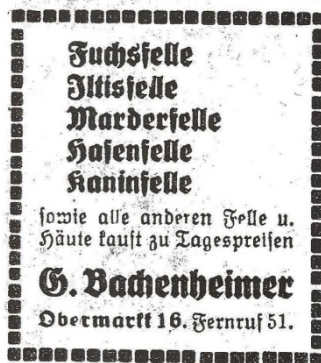 Fuchsfelle
Iltisfelle
Marderfelle
Hasenfelle
Kaninfelle
sowie alle anderen Felle u.
Häute kauft zu Tagespreisen
G. Bachenheimer
Obermarkt 16. Fernruf 51.